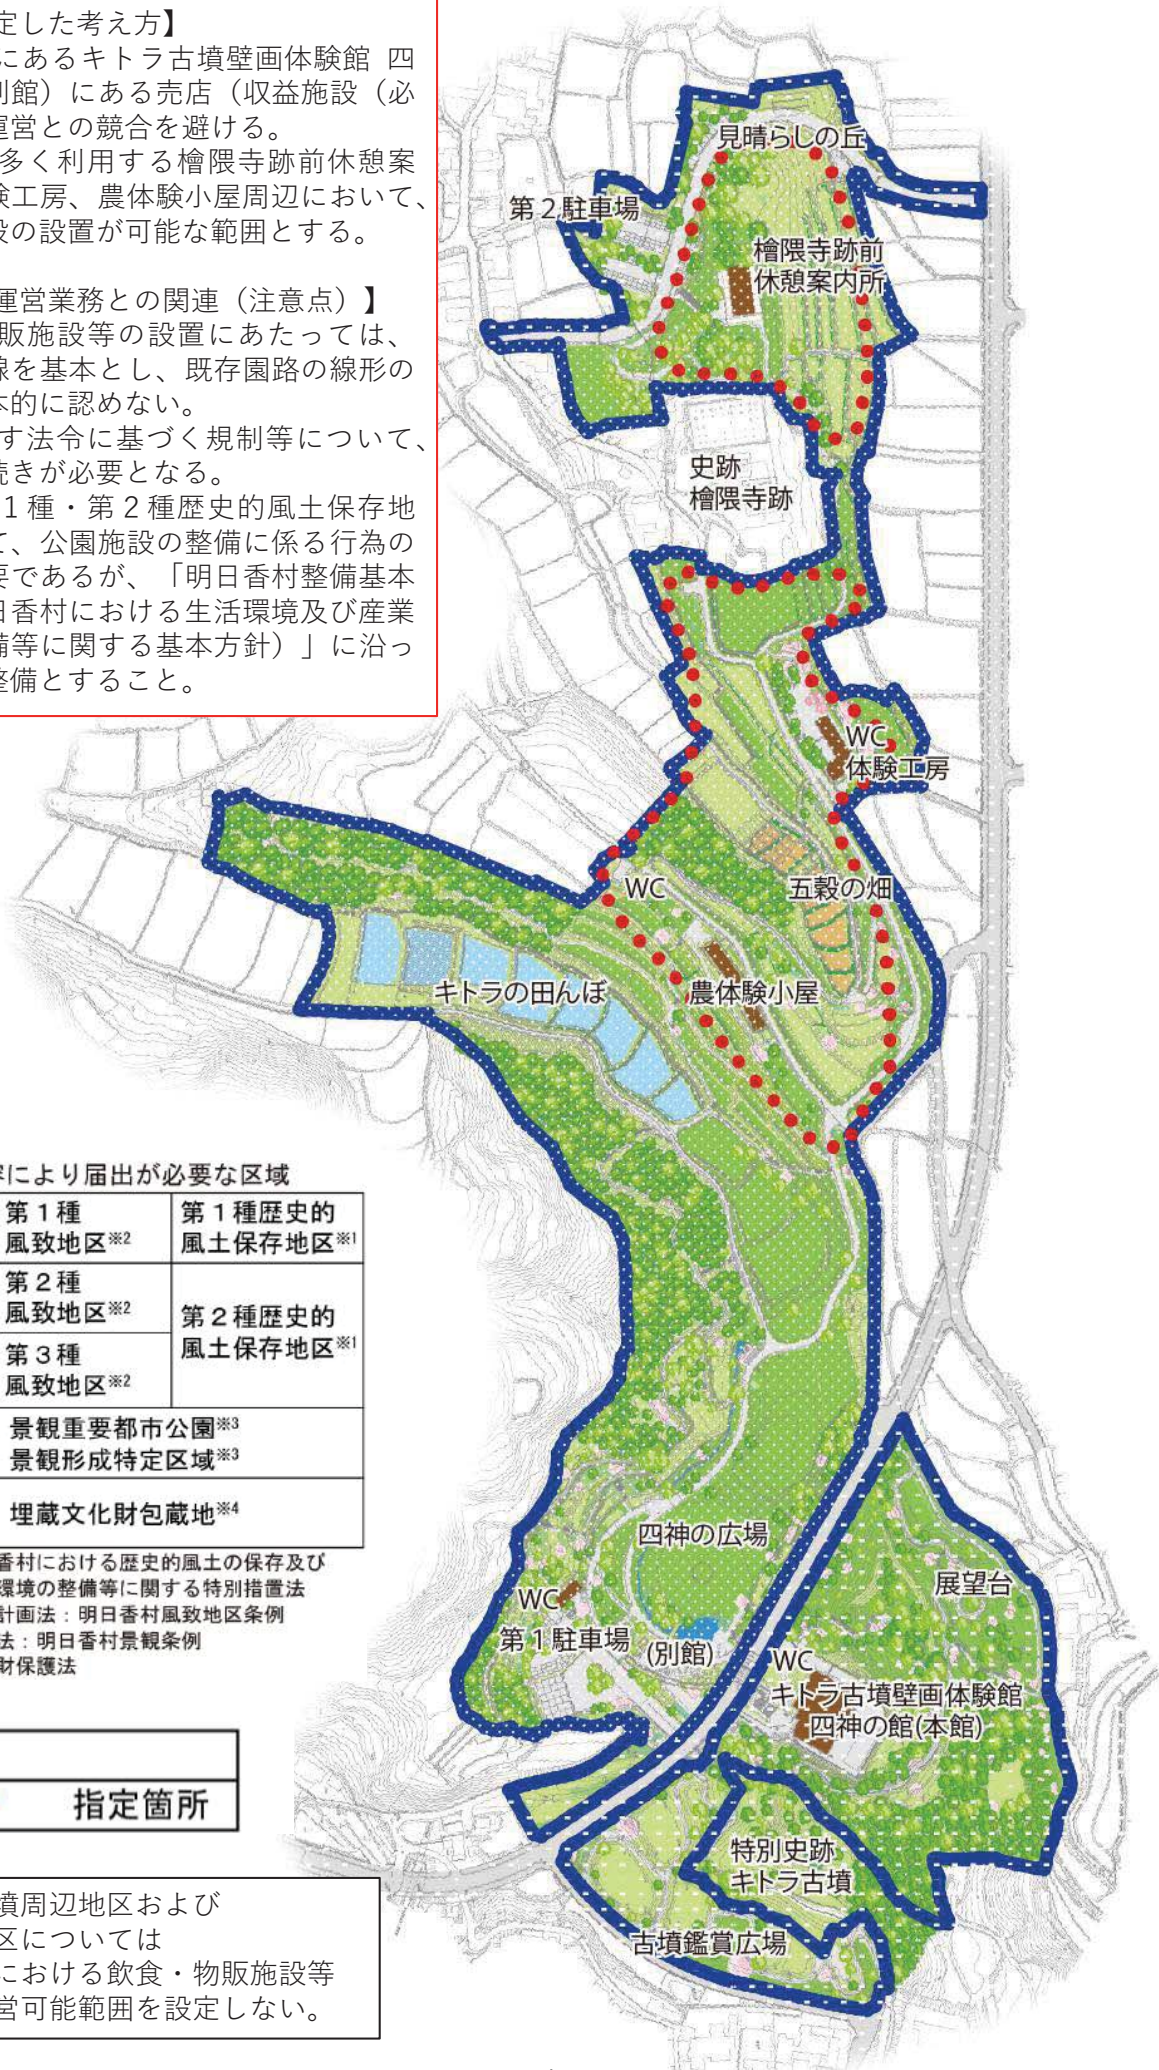 定した考え方】
にあるキトラ古墳壁画体験館 四
別館）にある売店（収益施設（必
運営との競合を避ける。
多く利用する檜隈寺跡前休憩案
験工房、農体験小屋周辺において、
設の設置が可能な範囲とする。
運営業務との関連（注意点）】
販施設等の設置にあたっては、
線を基本とし、既存園路の線形の
本的に認めない。
す法令に基づく規制等について、
続きが必要となる。
１種・第２種歴史的風土保存地
て、公園施設の整備に係る行為の
要であるが、「明日香村整備基本
日香村における生活環境及び産業
備等に関する基本方針）」に沿っ
整備とすること。
見晴らしの丘
第２駐車場
檜隈寺跡前
休憩案内所
史跡
檜隈寺跡
WC
体験工房
WC
五穀の畑
キトラの田んぼ
農体験小屋
容により届出が必要な区域
第１種
風致地区※2
第１種歴史的
風土保存地区※1
第２種
風致地区※2
第２種歴史的
風土保存地区※1
第３種
風致地区※2
景観重要都市公園※3
景観形成特定区域※3
埋蔵文化財包蔵地※4
香村における歴史的風土の保存及び
環境の整備等に関する特別措置法
計画法：明日香村風致地区条例
法：明日香村景観条例
財保護法
指定箇所
四神の広場
展望台
WC
第１駐車場
(別館)
WC
キトラ古墳壁画体験館
四神の館(本館)
特別史跡
キトラ古墳
古墳鑑賞広場
墳周辺地区および
区については
における飲食・物販施設等
営可能範囲を設定しない。